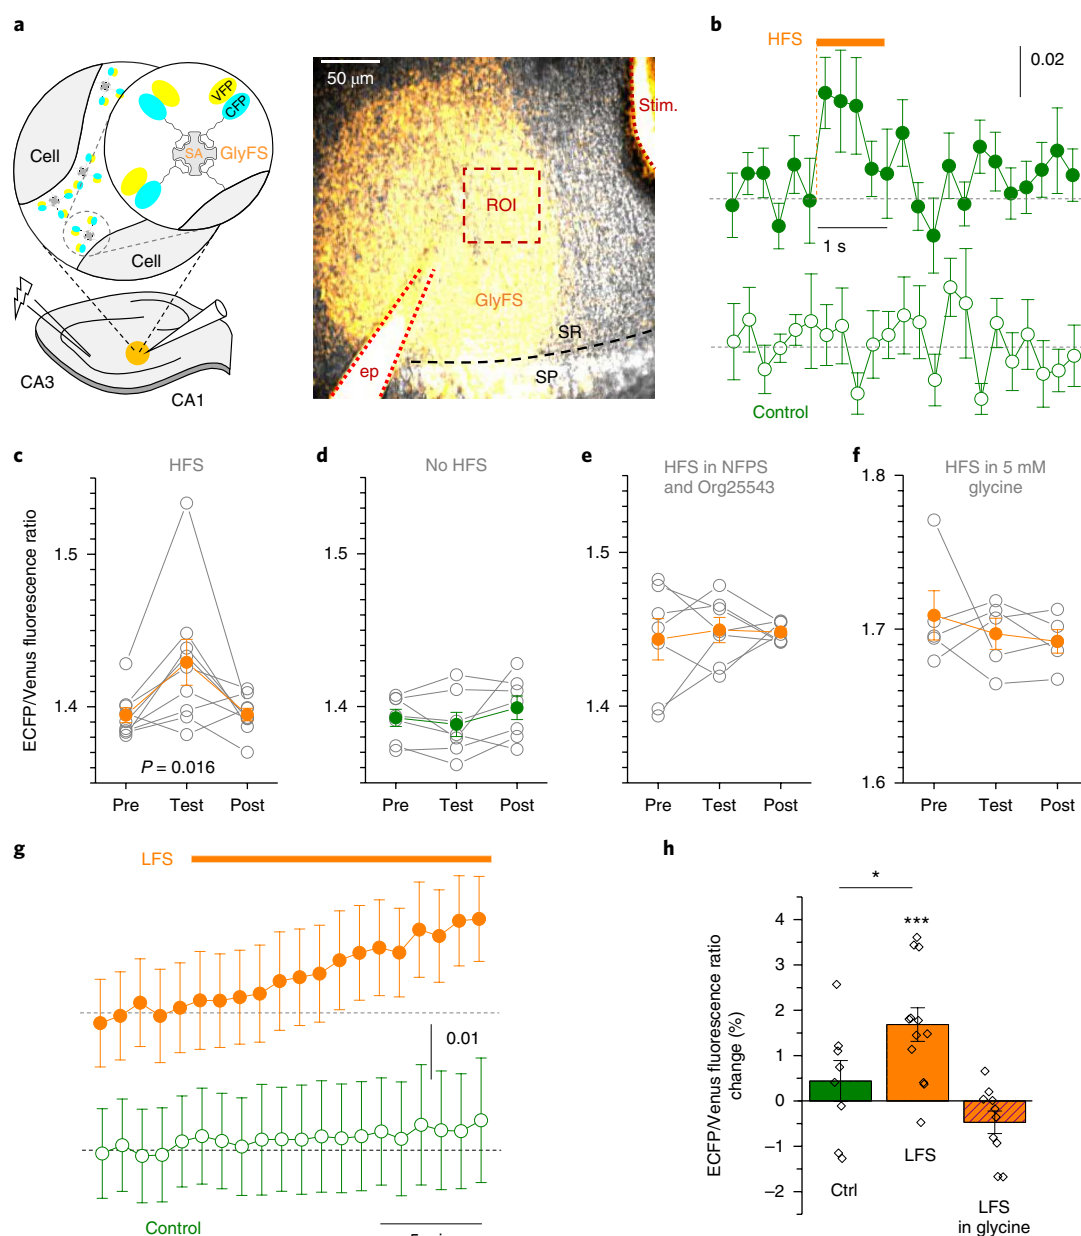 a
VFP
CFP
SA
GlyFS
Cell
Cell
CA3
CA1
50 μm
Stim.
ROI
GlyFS
SR
SP
ep
b
HFS
0.02
1 s
Control
c
HFS
ECFP/Venus fluorescence ratio
1.5
1.4
P = 0.016
Pre Test Post
d
No HFS
1.5
1.4
Pre Test Post
e
HFS in NFPS
and Org25543
1.5
1.4
Pre Test Post
f
HFS in 5 mM
glycine
1.8
1.7
1.6
Pre Test Post
g
LFS
0.01
Control
h
ECFP/Venus fluorescence ratio
change (%)
4
3
2
1
0
–1
–2
*
***
Ctrl
LFS
LFS
in glycine